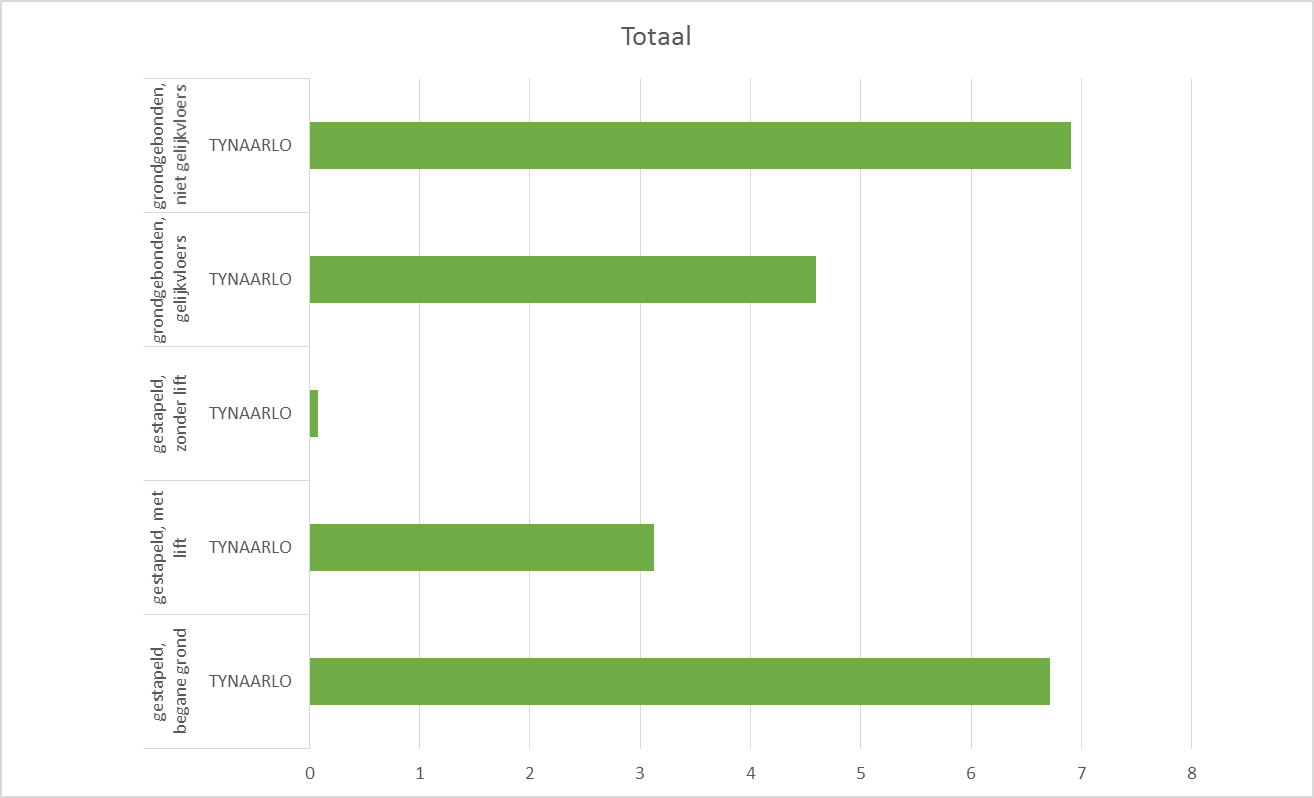 Totaal
grondgebonden,
niet gelijkvloers
TYNAARLO
grondgebonden,
gelijkvloers
TYNAARLO
gestapeld,
zonder lift
TYNAARLO
gestapeld, met
lift
TYNAARLO
gestapeld,
begane grond
TYNAARLO
0 1 2 3 4 5 6 7 8